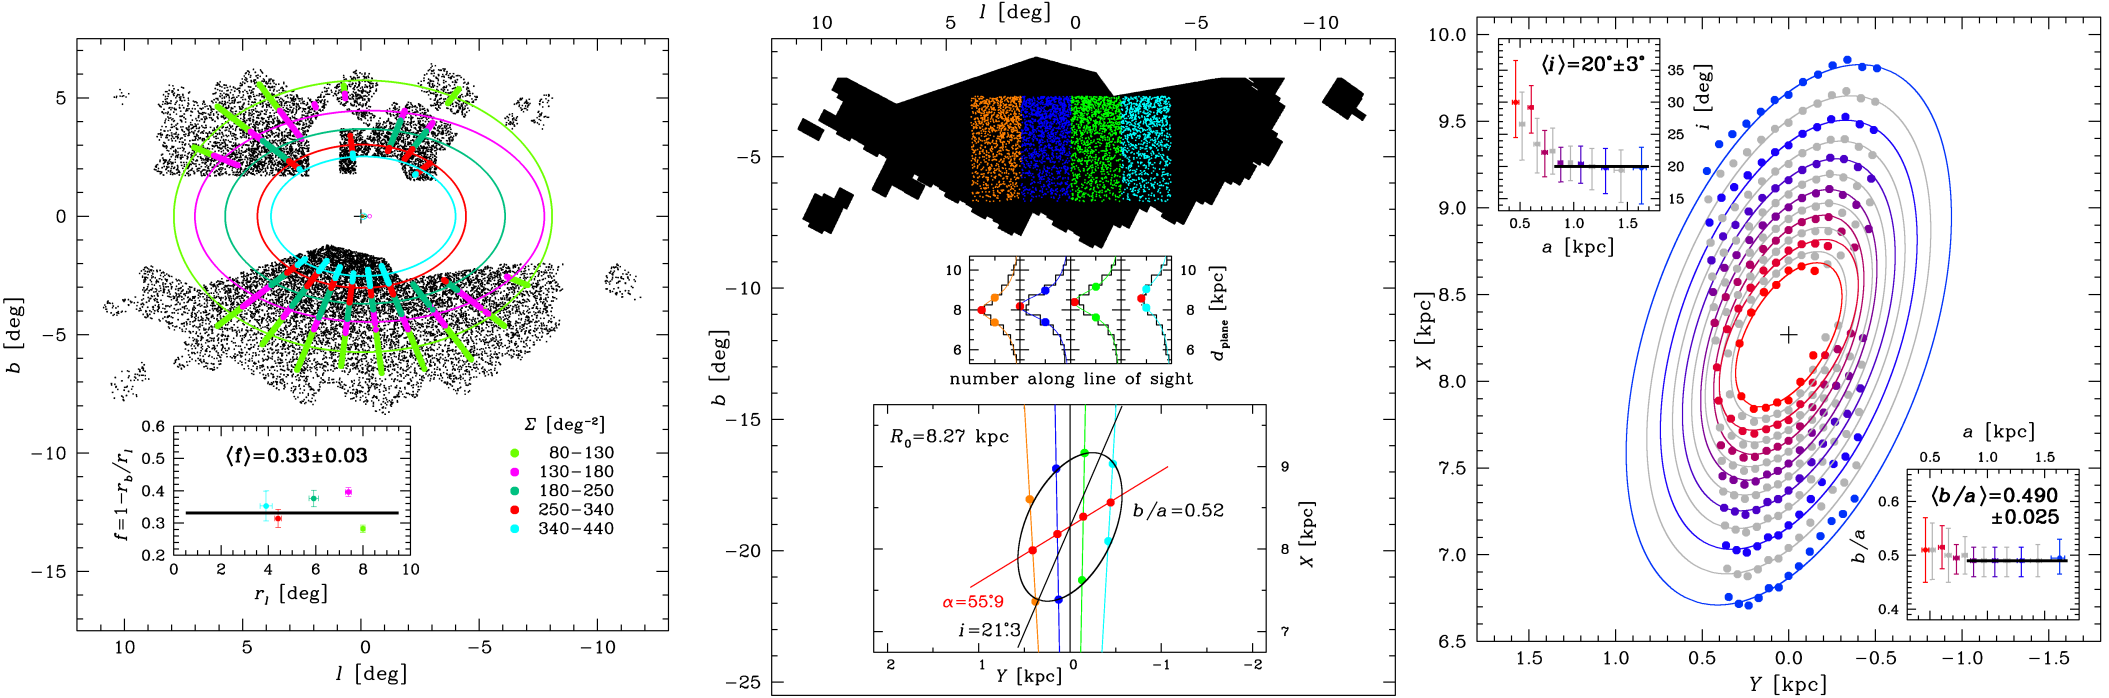 5
0
−5
−10
−15
b [deg]
10 5 0 −5 −10
l [deg]
0.6
0.5
0.4
0.3
0.2
f=1−r_b/r_l
⟨f⟩=0.33±0.03
0 2 4 6 8 10
r_l [deg]
Σ [deg⁻²]
80−130
130−180
180−250
250−340
340−440
l [deg]
10 5 0 −5 −10
−5
−10
−15
−20
−25
b [deg]
10
8
6
10
8
6
d_plane [kpc]
number along line of sight
R₀=8.27 kpc
b/a=0.52
α=55°.9
i=21°.3
9
8
7
X [kpc]
2 1 0 −1 −2
Y [kpc]
10.0
9.5
9.0
8.5
8.0
7.5
7.0
6.5
X [kpc]
1.5 1.0 0.5 0.0 −0.5 −1.0 −1.5
Y [kpc]
⟨i⟩=20°±3°
35
30
25
20
15
i [deg]
0.5 1.0 1.5
a [kpc]
a [kpc]
0.5 1.0 1.5
⟨b/a⟩=0.490
±0.025
0.6
0.5
0.4
b/a